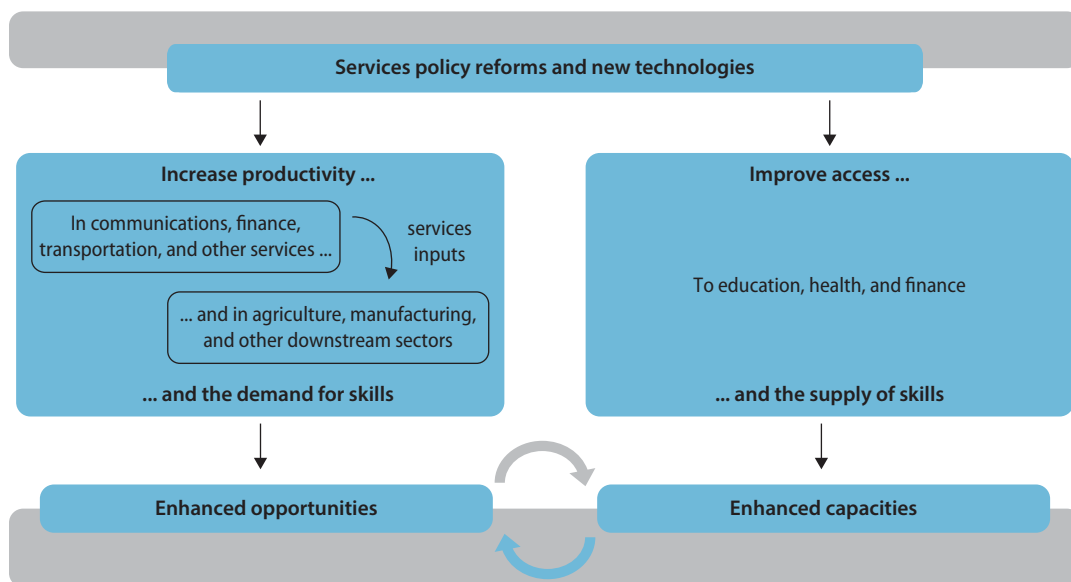 Services policy reforms and new technologies
Increase productivity ...
In communications, finance,
transportation, and other services ...
services
inputs
... and in agriculture, manufacturing,
and other downstream sectors
... and the demand for skills
Improve access ...
To education, health, and finance
... and the supply of skills
Enhanced opportunities
Enhanced capacities